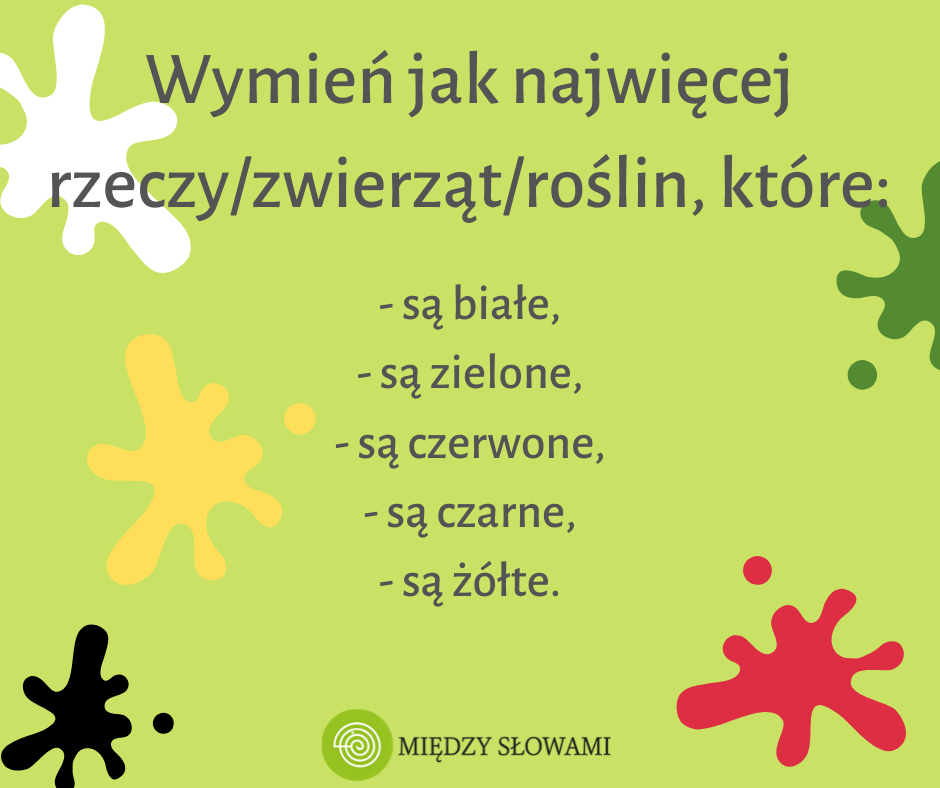 Wymień jak najwięcej
rzeczy/zwierząt/roślin, które:
- są białe,
- są zielone,
- są czerwone,
- są czarne,
- są żółte.
MIĘDZY SŁOWAMI